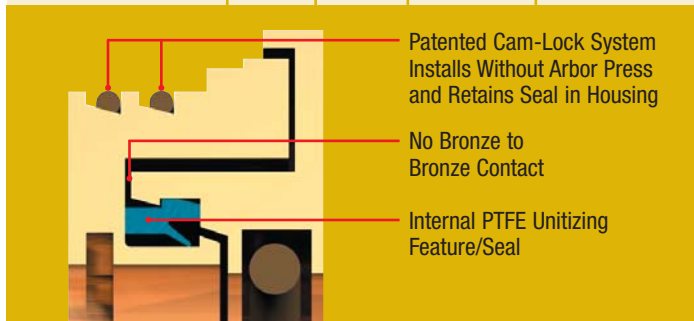 Patented Cam-Lock System
Installs Without Arbor Press
and Retains Seal in Housing
No Bronze to
Bronze Contact
Internal PTFE Unitizing
Feature/Seal